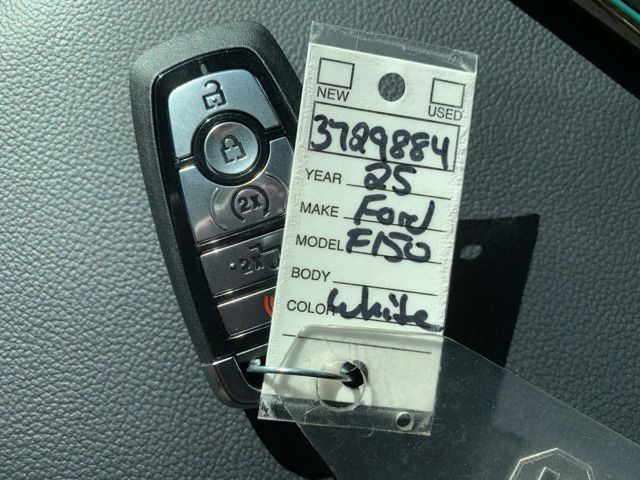 NEW USED
3729884
YEAR 25
MAKE Ford
MODEL F150
BODY
COLOR White
2X
2X